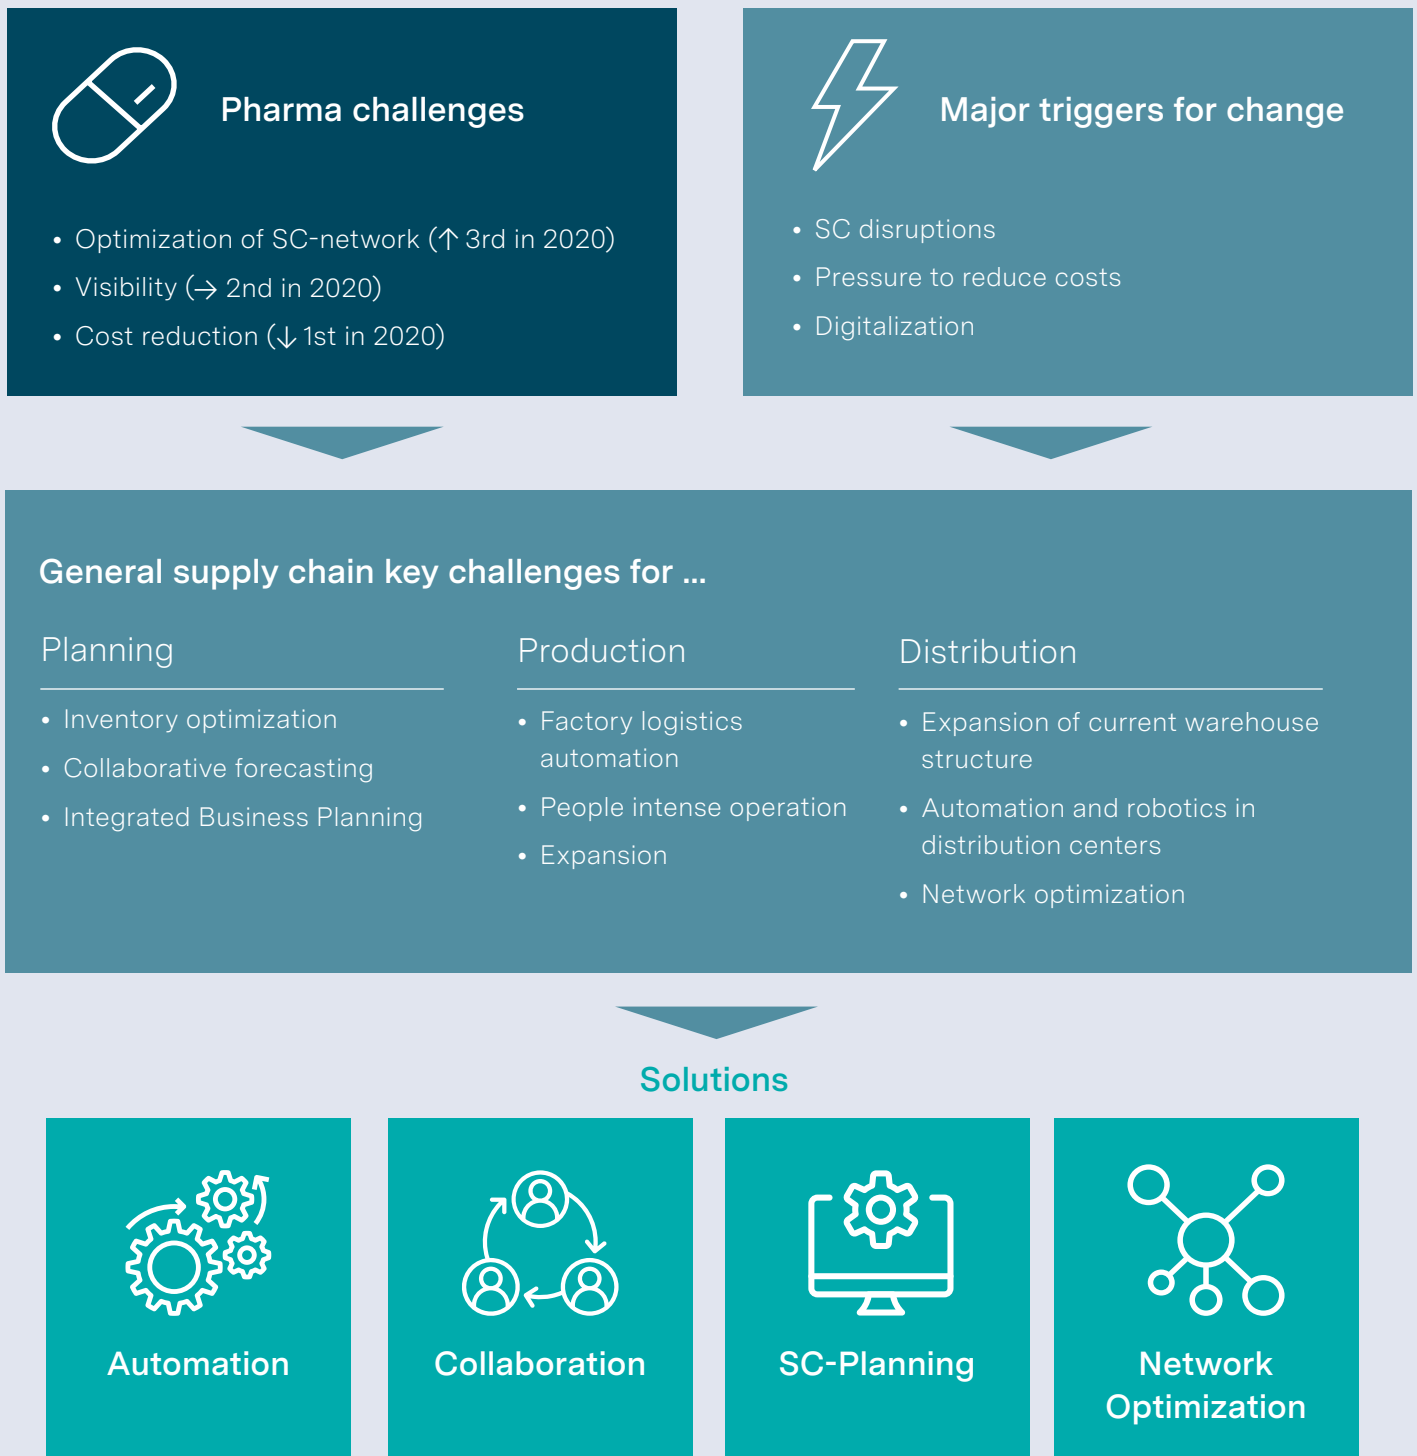 Pharma challenges
• Optimization of SC-network (↑ 3rd in 2020)
• Visibility (→ 2nd in 2020)
• Cost reduction (↓ 1st in 2020)
Major triggers for change
• SC disruptions
• Pressure to reduce costs
• Digitalization
General supply chain key challenges for ...
Planning
• Inventory optimization
• Collaborative forecasting
• Integrated Business Planning
Production
• Factory logistics
automation
• People intense operation
• Expansion
Distribution
• Expansion of current warehouse
structure
• Automation and robotics in
distribution centers
• Network optimization
Solutions
Automation
Collaboration
SC-Planning
Network
Optimization